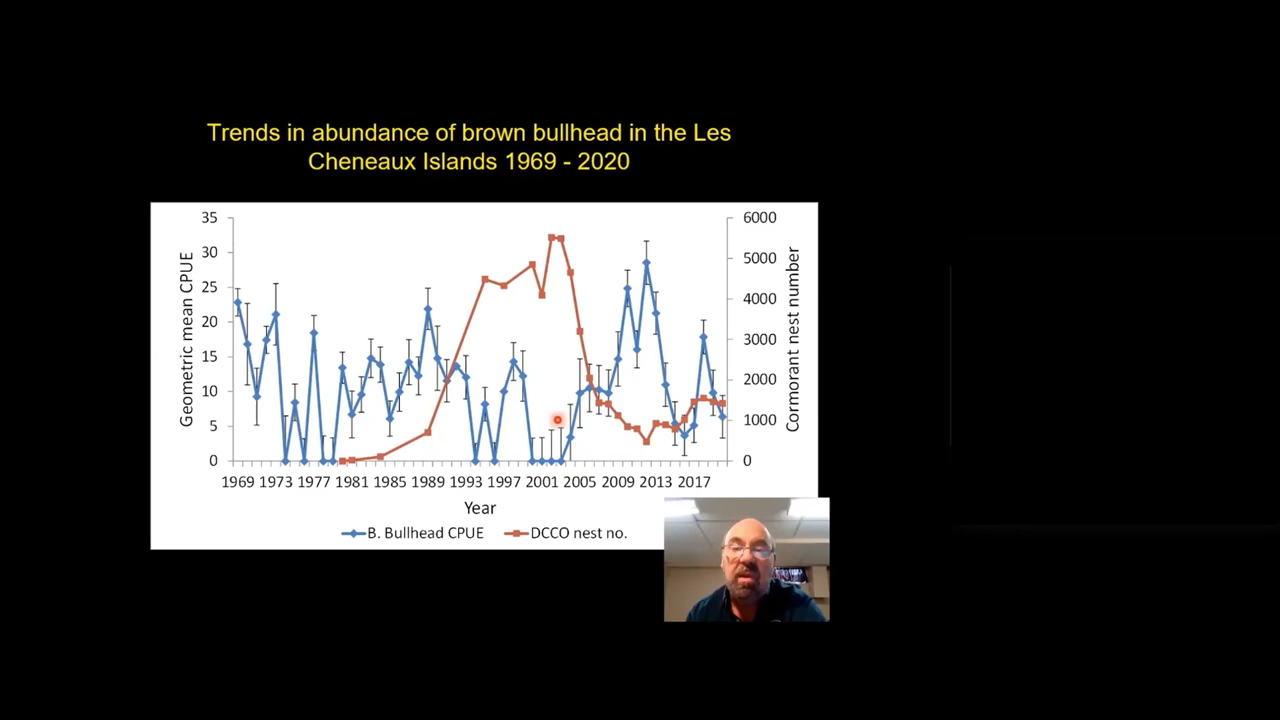 Trends in abundance of brown bullhead in the Les
Cheneaux Islands 1969 - 2020
35
30
25
20
15
10
5
0
Geometric mean CPUE
6000
5000
4000
3000
2000
1000
0
Cormorant nest number
1969 1973 1977 1981 1985 1989 1993 1997 2001 2005 2009 2013 2017
Year
B. Bullhead CPUE DCCO nest no.